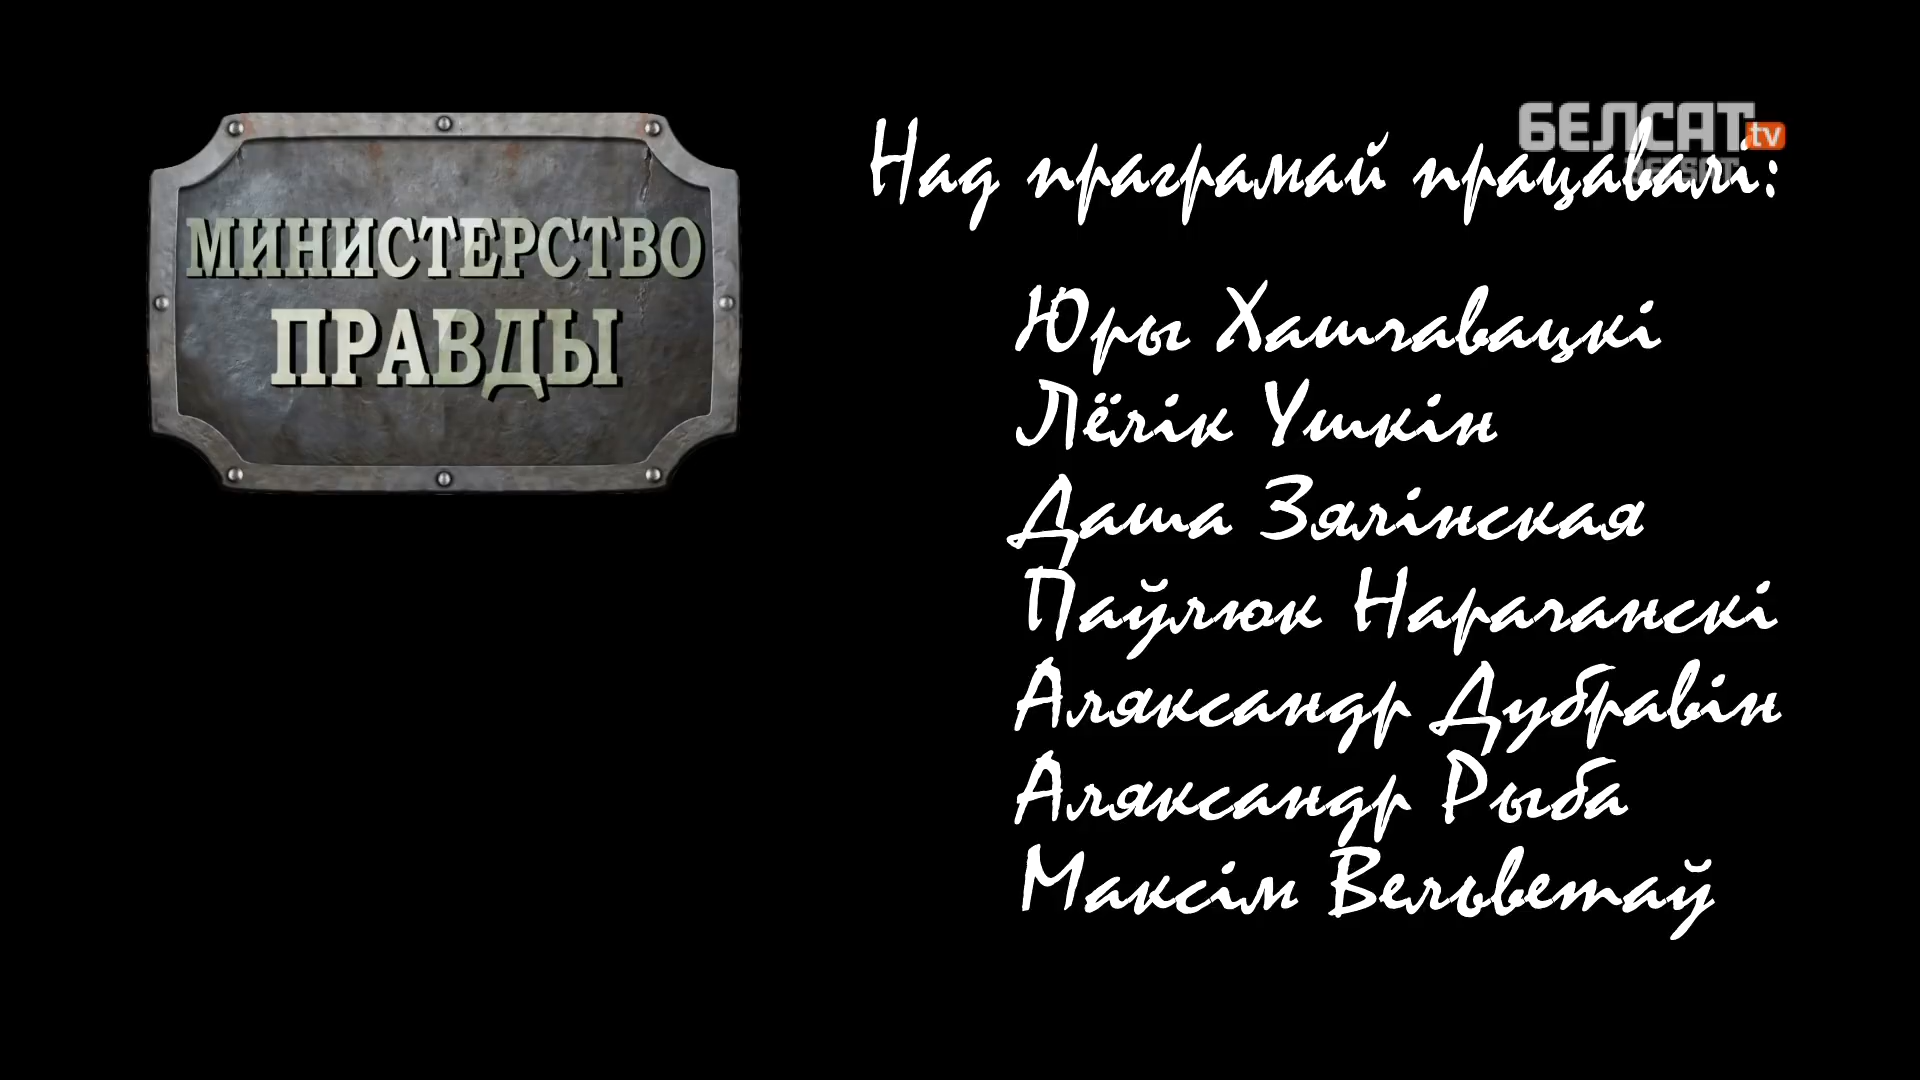 МИНИСТЕРСТВО
ПРАВДЫ
БЕЛСАТ tv
Над праграмай працавалі:
Юры Хашчавацкі
Лёлік Ушкін
Даша Зялінская
Паўлюк Нарачанскі
Аляксандр Дубравін
Аляксандр Рыба
Максім Вельветаў